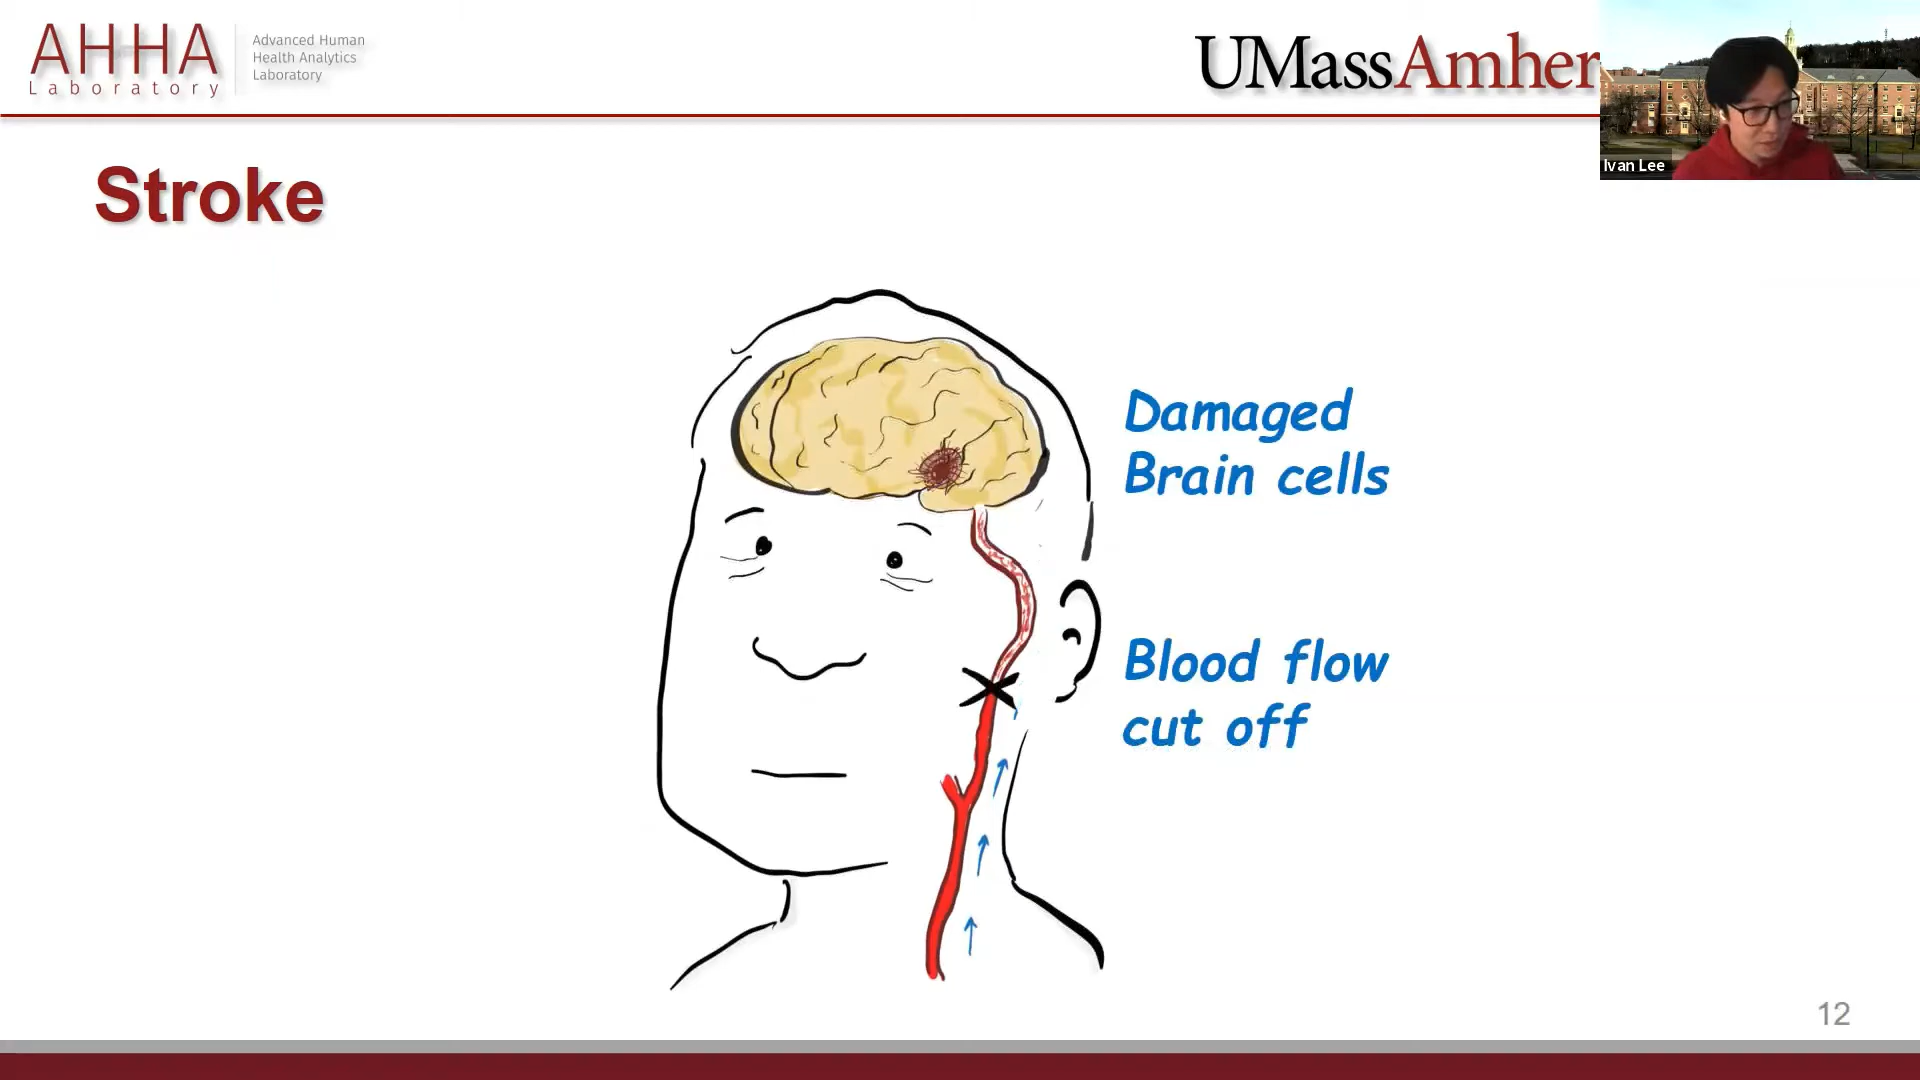 AHHA
Laboratory
Advanced Human
Health Analytics
Laboratory
UMassAmher
Ivan Lee
Stroke
Damaged
Brain cells
Blood flow
cut off
12